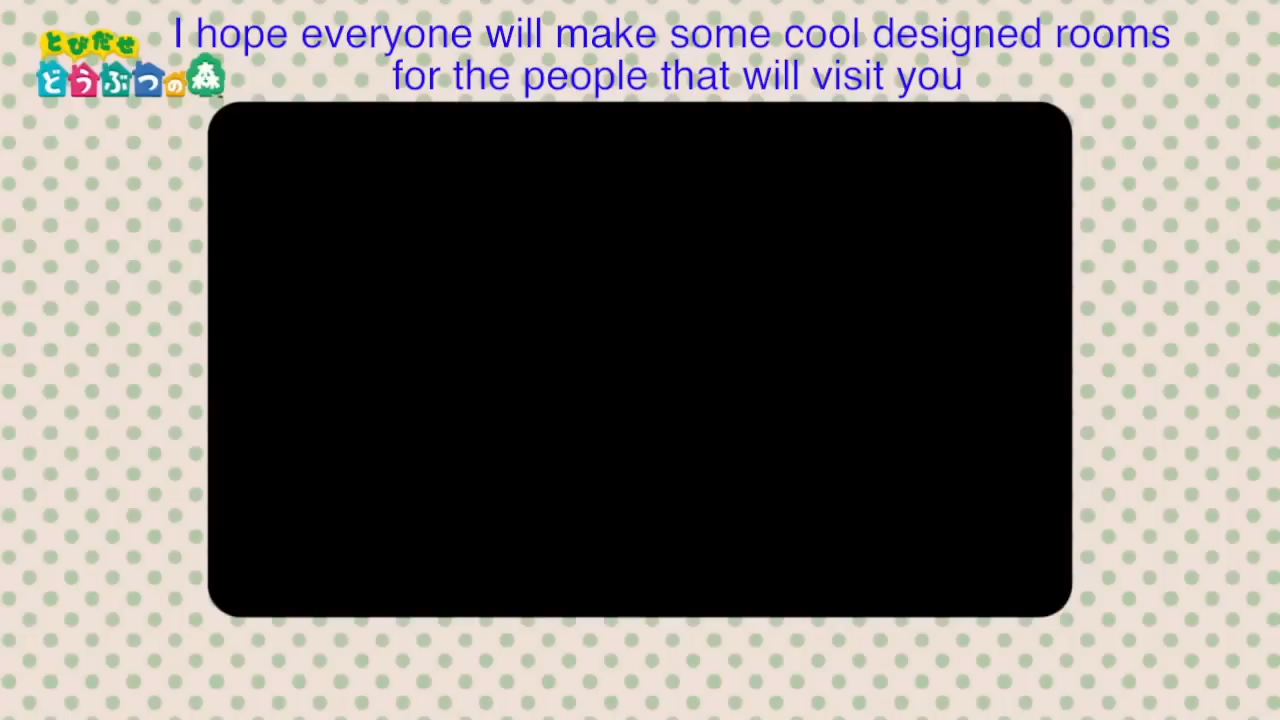 I hope everyone will make some cool designed rooms
for the people that will visit you
とびだせ
どうぶつの森